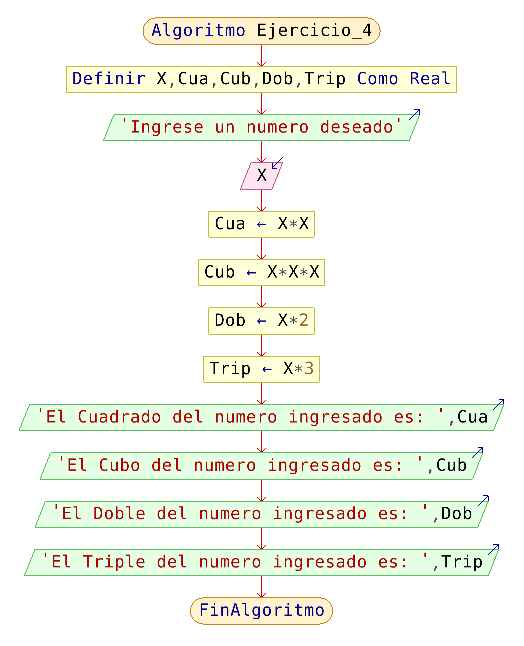 Algoritmo Ejercicio_4
Definir X,Cua,Cub,Dob,Trip Como Real
'Ingrese un numero deseado'
X
Cua ← X*X
Cub ← X*X*X
Dob ← X*2
Trip ← X*3
'El Cuadrado del numero ingresado es: ',Cua
'El Cubo del numero ingresado es: ',Cub
'El Doble del numero ingresado es: ',Dob
'El Triple del numero ingresado es: ',Trip
FinAlgoritmo